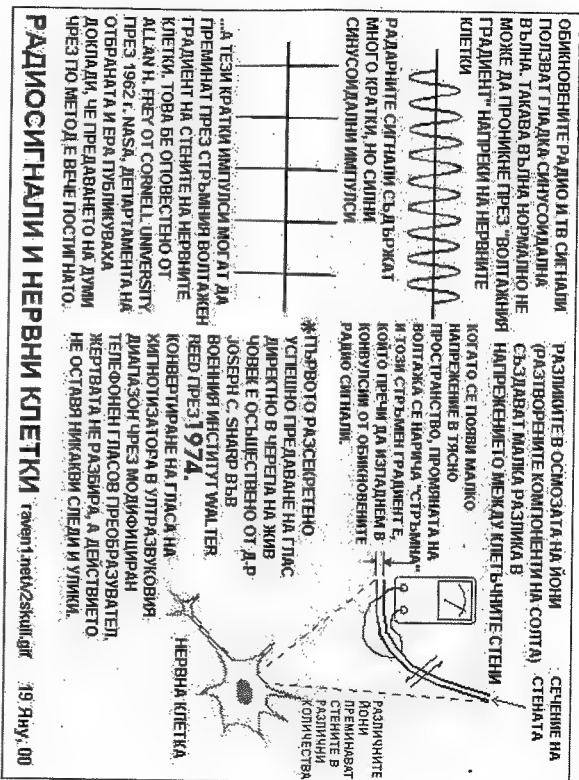 ОБИКНОВЕНИТЕ РАДИО И ТВ СИГНАЛИ
ПОЛЗВАТ ГЛАДКА СИНУСОИДАЛНА
ВЪЛНА. ТАКАВА ВЪЛНА НОРМАЛНО НЕ
МОЖЕ ДА ПРОНИКНЕ ПРЕЗ "ВОЛТАЖНИЯ
ГРАДИЕНТ" НАПРЕКИ НА НЕРВНИТЕ
КЛЕТКИ
РАДАРНИТЕ СИГНАЛИ СЪДЪРЖАТ
МНОГО КРАТКИ, НО СИЛНИ
СИНУСОИДАЛНИ ИМПУЛСИ
...А ТЕЗИ КРАТКИ ИМПУЛСИ МОГАТ ДА
ПРЕМИНАТ ПРЕЗ СТРЪМНИЯ ВОЛТАЖЕН
ГРАДИЕНТ НА СТЕНИТЕ НА НЕРВНИТЕ
КЛЕТКИ. ТОВА БЕ ОПОВЕСТЕНО ОТ
ALLAN H. FREY ОТ CORNELL UNIVERSITY
ПРЕЗ 1962 г. NASA, ДЕПАРТАМЕНТА НА
ОТБРАНАТА И ЕРА ПУБЛИКУВАХА
ДОКЛАДИ, ЧЕ ПРЕДАВАНЕТО НА ДУМИ
ЧРЕЗ ТЮ МЕТОД Е ВЕЧЕ ПОСТИГНАТО.
РАЗЛИКИТЕ В ОСМОЗАТА НА ЙОНИ
(РАЗТВОРЕНИТЕ КОМПОНЕНТИ НА СОЛТА)
СЪЗДАВАТ МАЛКА РАЗЛИКА В
НАПРЕЖЕНИЕТО МЕЖДУ КЛЕТЪЧНИТЕ СТЕНИ
СЕЧЕНИЕ НА
СТЕНАТА
КОГАТО СЕ ПОЯВИ МАЛКО
НАПРЕЖЕНИЕ В ТЯСНО
ПРОСТРАНСТВО, ПРОМЯНАТА НА
ВОЛТАЖА СЕ НАРИЧА "СТРЪМНА"
И ТОЗИ СТРЪМЕН ГРАДИЕНТ Е,
КОЙТО ПРЕЧИ ДА ИЗПАДНЕМ В
КОНВУЛСИИ ОТ ОБИКНОВЕНИТЕ
РАДИО СИГНАЛИ.
РАЗЛИЧНИТЕ
ЙОНИ
ПРЕМИНАВАТ
СТЕНИТЕ В
РАЗЛИЧНИ
КОЛИЧЕСТВА
*ПЪРВОТО РАЗСЕКРЕТЕНО
УСПЕШНО ПРЕДАВАНЕ НА ГЛАС
ДИРЕКТНО В ЧЕРЕПА НА ЖИВ
ЧОВЕК Е ОСЪЩЕСТВЕНО ОТ Д-Р
JOSEPH C. SHARP ВЪВ
ВОЕННИЯ ИНСТИТУТ WALTER
REED ПРЕЗ 1974.
КОНВЕРТИРАНЕ НА ГЛАСА НА
ХИПНОТИЗАТОРА В УЛТРАЗВУКОВИЯ
ДИАПАЗОН ЧРЕЗ МОДИФИЦИРАН
ТЕЛЕФОНЕН ГЛАСОВ ПРЕОБРАЗУВАТЕЛ.
ЖЕРТВАТА НЕ РАЗБИРА, А ДЕЙСТВИЕТО
НЕ ОСТАВЯ НИКАКВИ СЛЕДИ И УЛИКИ.
НЕРВНА КЛЕТКА
РАДИОСИГНАЛИ И НЕРВНИ КЛЕТКИ raven1.net/v2skull.gif 19 Яну, 00